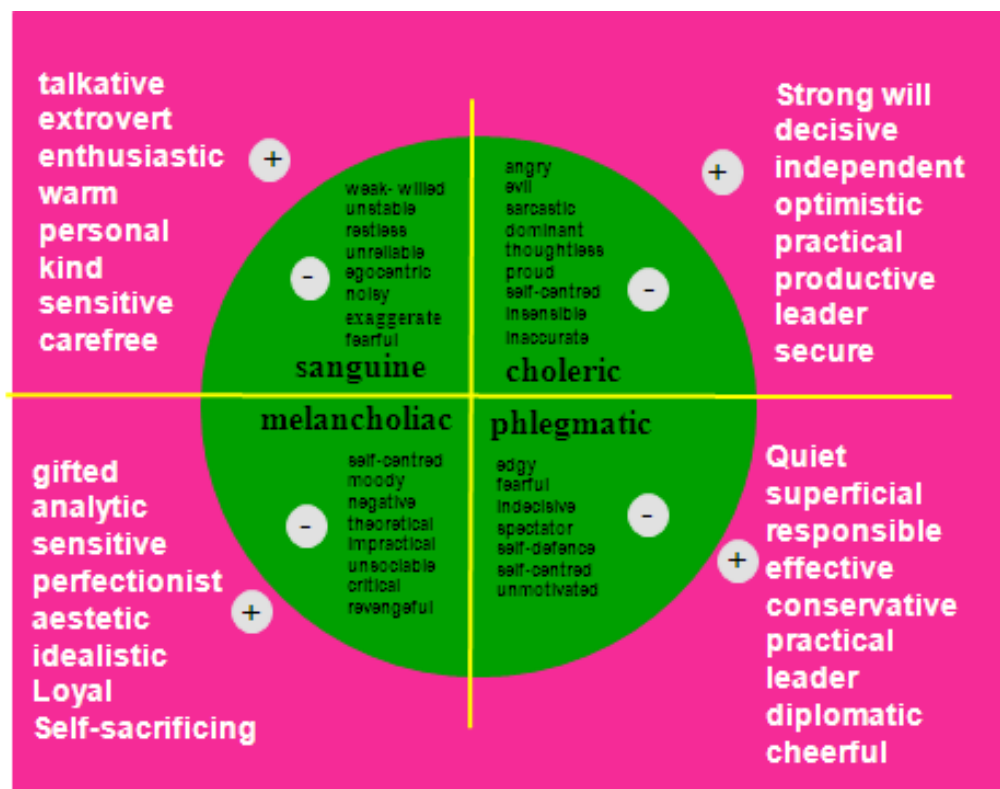 talkative
extrovert
enthusiastic
warm
personal
kind
sensitive
carefree
+
weak- willed
unstable
restless
unreliable
egocentric
noisy
exaggerate
fearful
-
sanguine
angry
evil
sarcastic
dominant
thoughtless
proud
self-centred
insensible
inaccurate
-
choleric
+
Strong will
decisive
independent
optimistic
practical
productive
leader
secure
melancholiac
self-centred
moody
negative
theoretical
impractical
unsociable
critical
revengeful
-
gifted
analytic
sensitive
perfectionist
aestetic
idealistic
Loyal
Self-sacrificing
+
phlegmatic
edgy
fearful
indecisive
spectator
self-defence
self-centred
unmotivated
-
+
Quiet
superficial
responsible
effective
conservative
practical
leader
diplomatic
cheerful